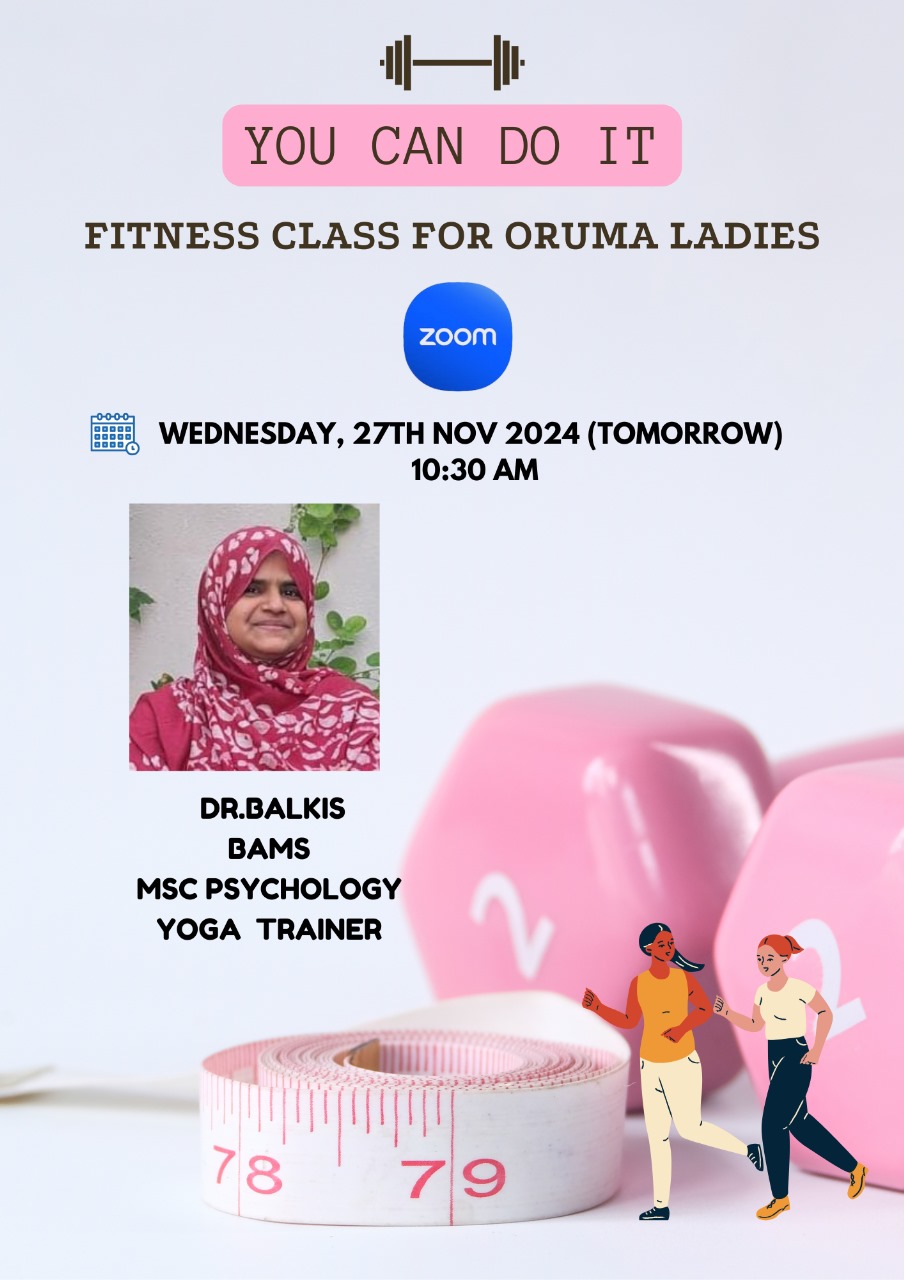 YOU CAN DO IT
FITNESS CLASS FOR ORUMA LADIES
zoom
WEDNESDAY, 27TH NOV 2024 (TOMORROW)
10:30 AM
DR.BALKIS
BAMS
MSC PSYCHOLOGY
YOGA TRAINER
2
2
78 79